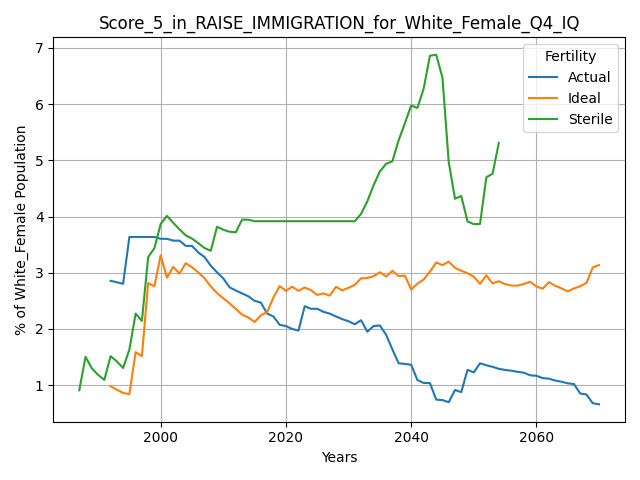 Score_5_in_RAISE_IMMIGRATION_for_White_Female_Q4_IQ
7
6
5
4
3
2
1
% of White_Female Population
Fertility
Actual
Ideal
Sterile
2000
2020
2040
2060
Years